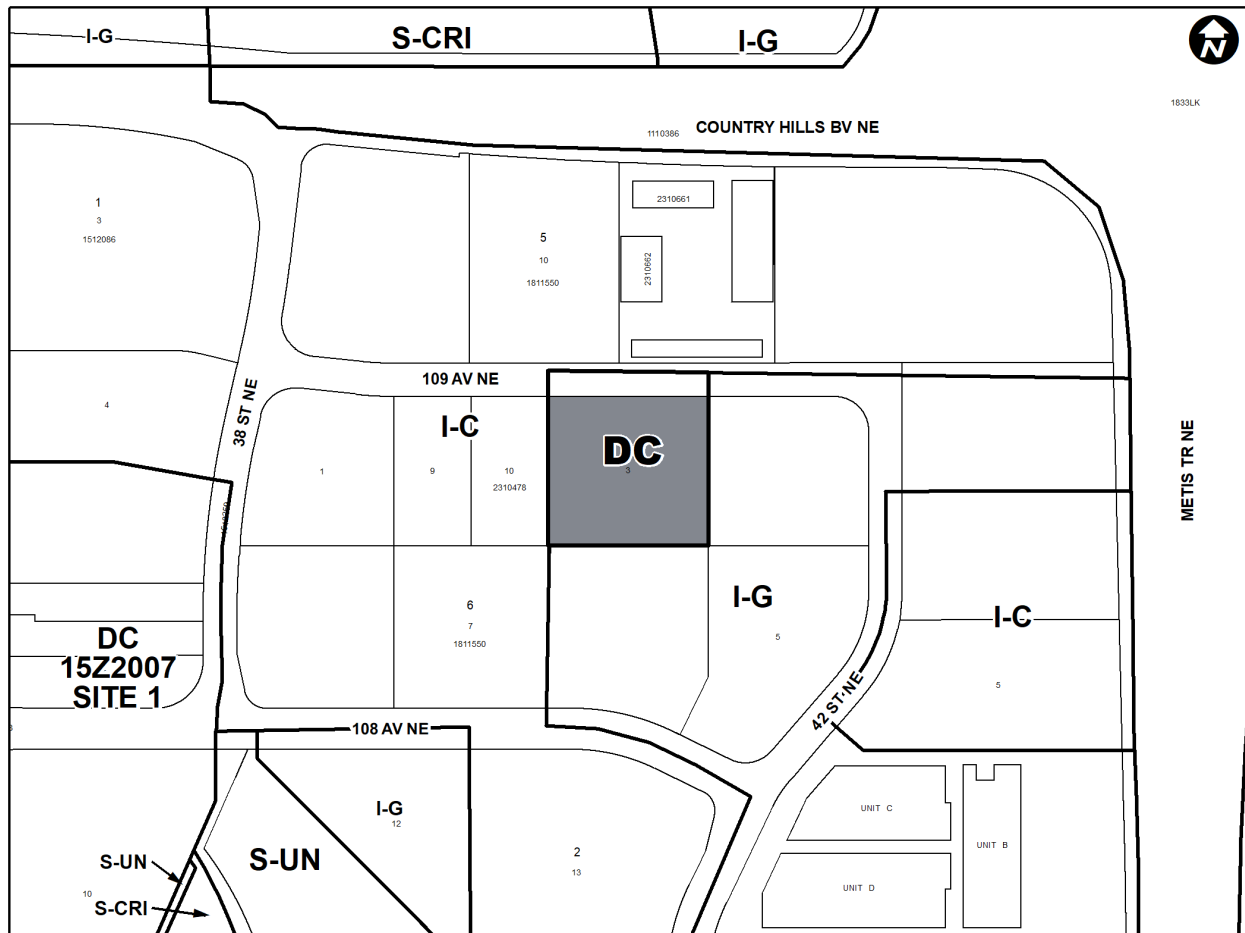 I-G
S-CRI
I-G
N
1833LK
1110386
COUNTRY HILLS BV NE
1
3
1512086
2310661
5
10
1811550
2310662
109 AV NE
4
38 ST NE
I-C
DC
3
1
9
10
2310478
METIS TR NE
I-G
I-C
6
7
1811550
5
5
DC
15Z2007
SITE 1
42 ST NE
108 AV NE
I-G
12
S-UN
2
13
UNIT C
UNIT B
UNIT D
S-UN
10
S-CRI